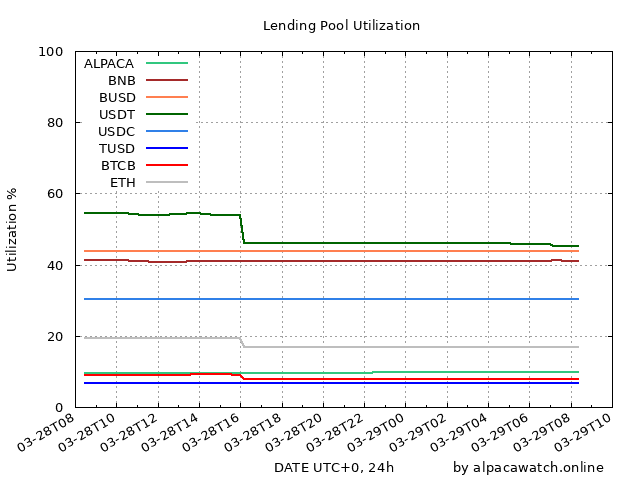 Lending Pool Utilization
100
80
60
40
20
0
Utilization %
ALPACA
BNB
BUSD
USDT
USDC
TUSD
BTCB
ETH
03-28T08
03-28T10
03-28T12
03-28T14
03-28T16
03-28T18
03-28T20
03-28T22
03-29T00
03-29T02
03-29T04
03-29T06
03-29T08
03-29T10
DATE UTC+0, 24h
by alpacawatch.online